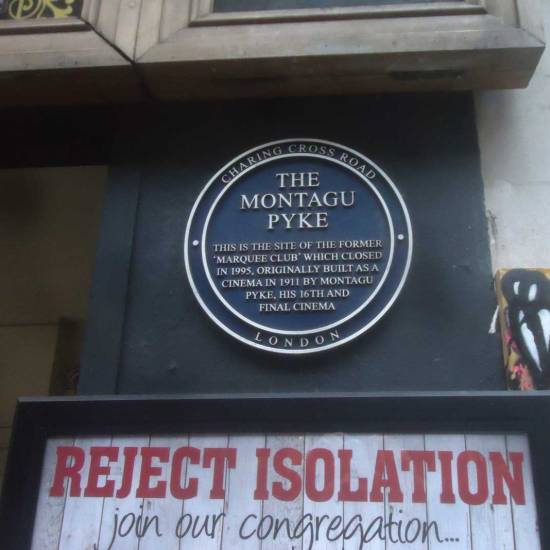 CHARING CROSS ROAD
THE
MONTAGU
PYKE
THIS IS THE SITE OF THE FORMER
'MARQUEE CLUB' WHICH CLOSED
IN 1995, ORIGINALLY BUILT AS A
CINEMA IN 1911 BY MONTAGU
PYKE, HIS 16TH AND
FINAL CINEMA
LONDON
REJECT ISOLATION
join our congregation...